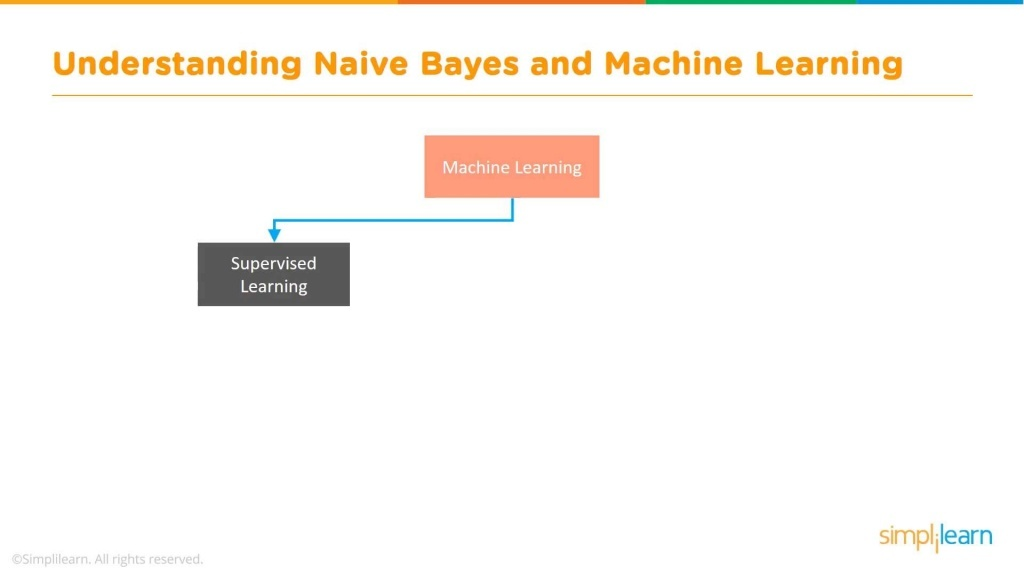 Understanding Naive Bayes and Machine Learning
Machine Learning
Supervised
Learning
simplilearn
©Simplilearn. All rights reserved.